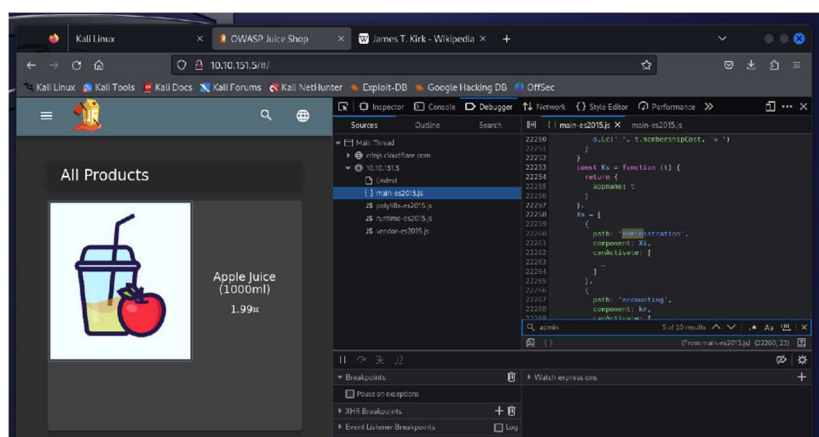 Kali Linux
OWASP Juice Shop
James T. Kirk - Wikipedia
10.10.151.5/#/
Kali Linux Kali Tools Kali Docs Kali Forums Kali NetHunter Exploit-DB Google Hacking DB OffSec
Inspector Console Debugger Network {} Style Editor Performance
Sources Outline Search
main-es2015.js main-es2015.js
Main Thread
cdnjs.cloudflare.com
10.10.151.5
(index)
main-es2015.js
polyfills-es2015.js
runtime-es2015.js
vendor-es2015.js
All Products
Apple Juice
(1000ml)
1.99¤
22250
22251 }
22252 }
22253 const Ks = function (t) {
22254 return {
22255 appname: t
22256 }
22257 },
22258 Xs = [
22259 {
22260 path: 'administration',
22261 component: Xi,
22262 canActivate: [
22263
22264 ]
22265 },
22266 {
22267 path: 'accounting',
22268 component: kr,
22269 canActivate: [
admin
5 of 10 results
Aa
(From main-es2015.js) (22260, 23)
Breakpoints
Pause on exceptions
XHR Breakpoints
Event Listener Breakpoints Log
Watch expressions